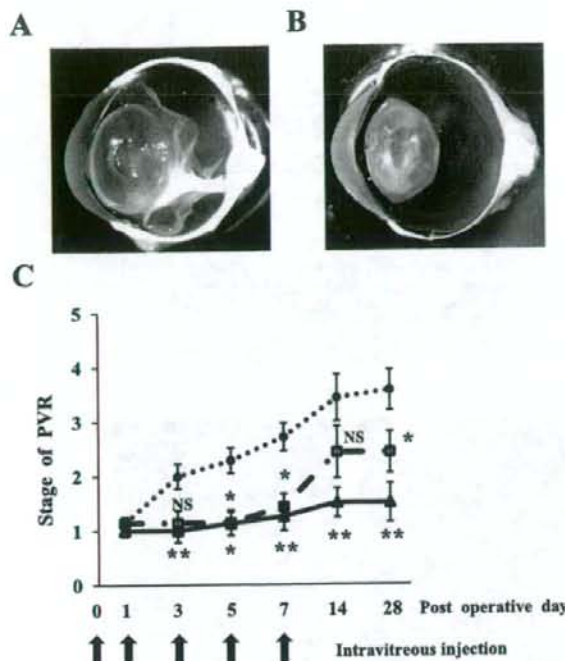 A B
C
5
4
3
2
1
0
Stage of PVR
NS
NS
*
*
*
**
*
**
**
**
0 1 3 5 7 14 28 Post operative day
Intravitreous injection